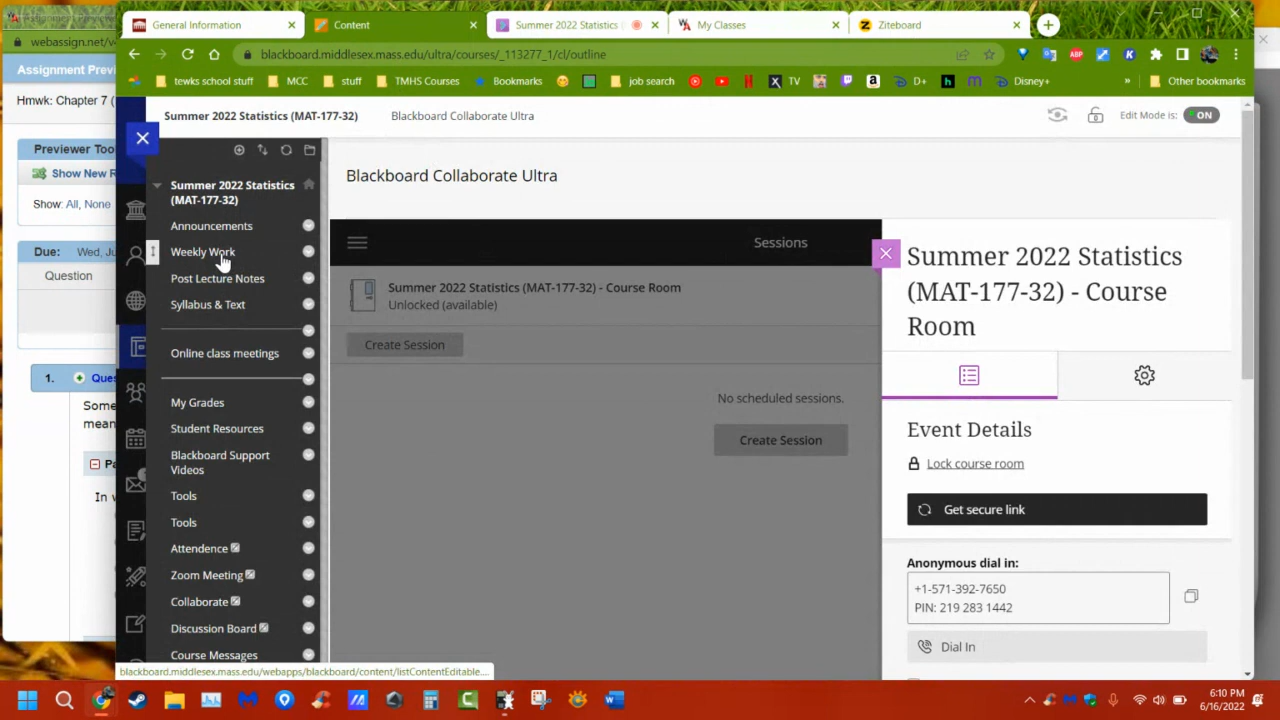 Assignment Previewer
General Information
Content
Summer 2022 Statistics
My Classes
Ziteboard
webassign.net/v
blackboard.middlesex.mass.edu/ultra/courses/_113277_1/cl/outline
tewks school stuff
MCC
stuff
TMHS Courses
Bookmarks
job search
TV
D+
Disney+
»
Other bookmarks
Assignment Previ
Hmwk: Chapter 7 (
Previewer Too
Show New R
Show: All, None
Due: Wed, Ju
Question
1. Ques
Some
mean
Pa
In v
Summer 2022 Statistics (MAT-177-32)
Blackboard Collaborate Ultra
Edit Mode is: ON
Summer 2022 Statistics
(MAT-177-32)
Announcements
Weekly Work
Post Lecture Notes
Syllabus & Text
Online class meetings
My Grades
Student Resources
Blackboard Support
Videos
Tools
Tools
Attendence
Zoom Meeting
Collaborate
Discussion Board
Course Messages
Blackboard Collaborate Ultra
Sessions
Summer 2022 Statistics (MAT-177-32) - Course Room
Unlocked (available)
Create Session
No scheduled sessions.
Create Session
Summer 2022 Statistics
(MAT-177-32) - Course
Room
Event Details
Lock course room
Get secure link
Anonymous dial in:
+1-571-392-7650
PIN: 219 283 1442
Dial In
blackboard.middlesex.mass.edu/webapps/blackboard/content/listContentEditable....
6:10 PM
6/16/2022